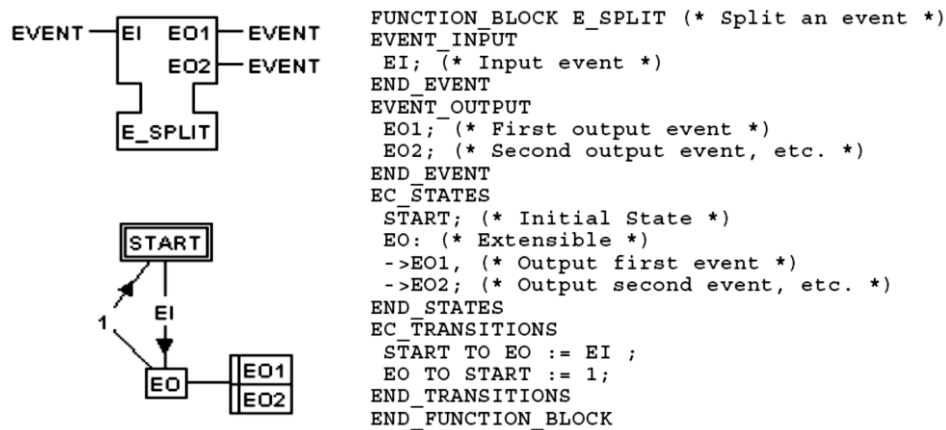 EVENT EI EO1 EVENT
EO2 EVENT
E_SPLIT
START
EI
1
EO EO1
EO2
FUNCTION_BLOCK E_SPLIT (* Split an event *)
EVENT_INPUT
EI; (* Input event *)
END_EVENT
EVENT_OUTPUT
EO1; (* First output event *)
EO2; (* Second output event, etc. *)
END_EVENT
EC_STATES
START; (* Initial State *)
EO: (* Extensible *)
->EO1, (* Output first event *)
->EO2; (* Output second event, etc. *)
END_STATES
EC_TRANSITIONS
START TO EO := EI ;
EO TO START := 1;
END_TRANSITIONS
END_FUNCTION_BLOCK